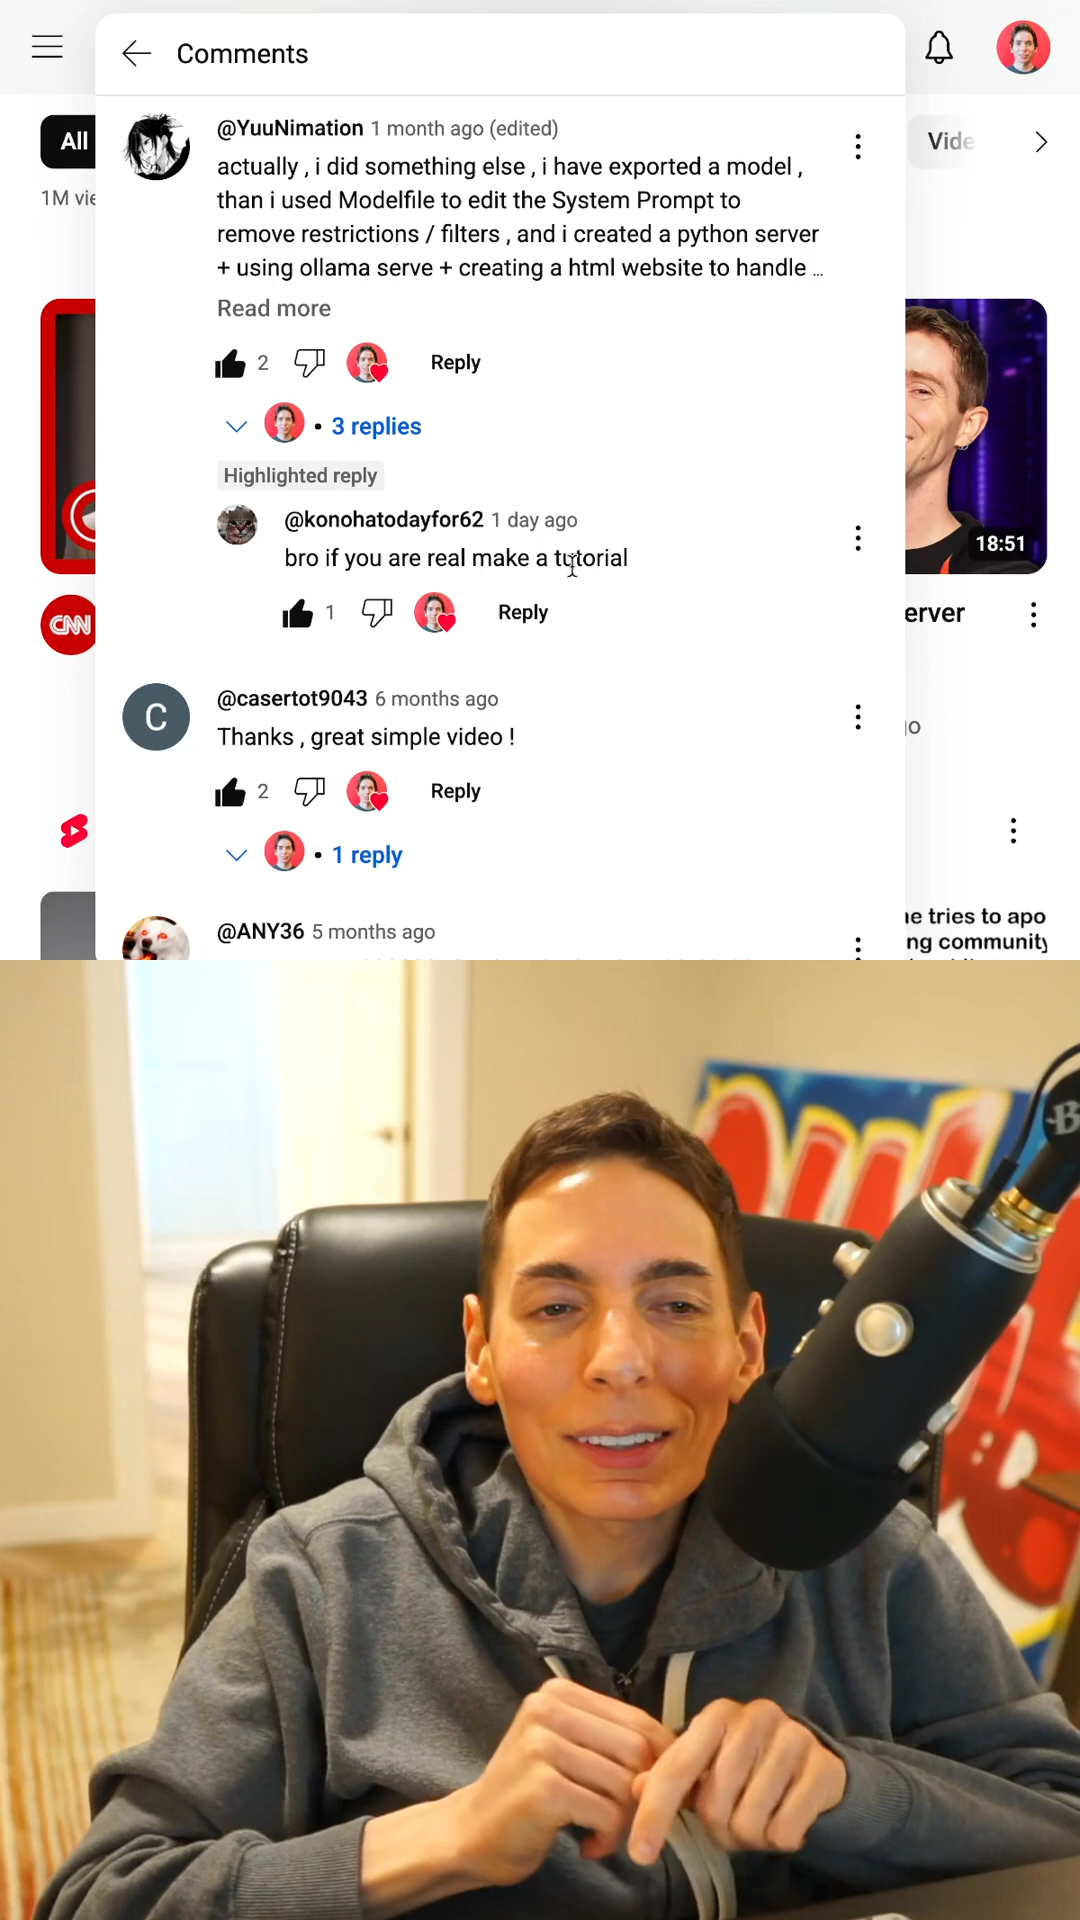 Comments
All
Vide
1M vie
@YuuNimation 1 month ago (edited)
actually , i did something else , i have exported a model ,
than i used Modelfile to edit the System Prompt to
remove restrictions / filters , and i created a python server
+ using ollama serve + creating a html website to handle ...
Read more
2
Reply
• 3 replies
Highlighted reply
@konohatodayfor62 1 day ago
bro if you are real make a tutorial
1
Reply
18:51
CNN
erver
@casertot9043 6 months ago
C
Thanks , great simple video !
go
2
Reply
• 1 reply
@ANY36 5 months ago
ne tries to apo
ng community
B